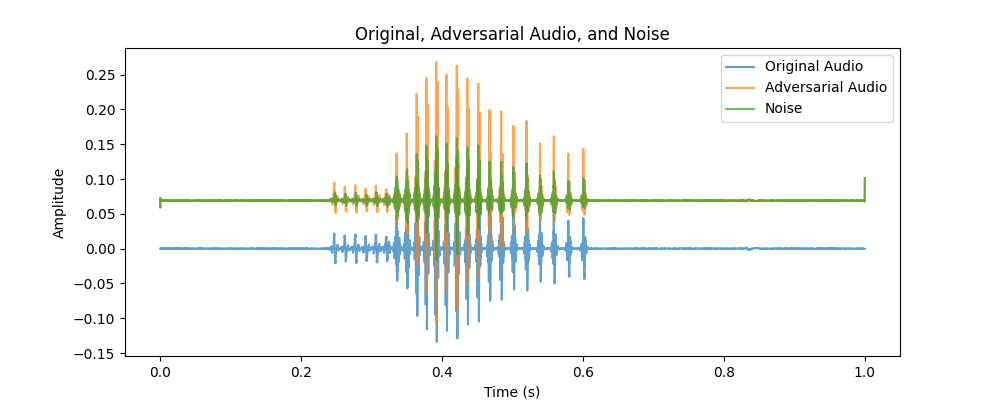 Original, Adversarial Audio, and Noise
Original Audio
Adversarial Audio
Noise
Amplitude
0.25
0.20
0.15
0.10
0.05
0.00
−0.05
−0.10
−0.15
0.0 0.2 0.4 0.6 0.8 1.0
Time (s)